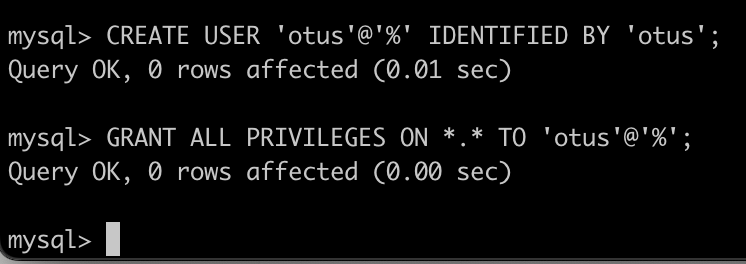 mysql> CREATE USER 'otus'@'%' IDENTIFIED BY 'otus';
Query OK, 0 rows affected (0.01 sec)
mysql> GRANT ALL PRIVILEGES ON *.* TO 'otus'@'%';
Query OK, 0 rows affected (0.00 sec)
mysql>